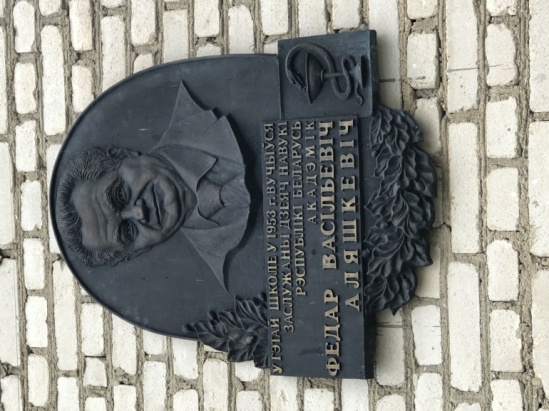 У ГЭТАЙ ШКОЛЕ У 1953 г. ВУЧЫЎСЯ
ЗАСЛУЖАНЫ ДЗЕЯЧ НАВУКІ
РЭСПУБЛІКІ БЕЛАРУСЬ
АКАДЭМІК
ФЕДАР ВАСІЛЬЕВІЧ
АЛЯШКЕВІЧ